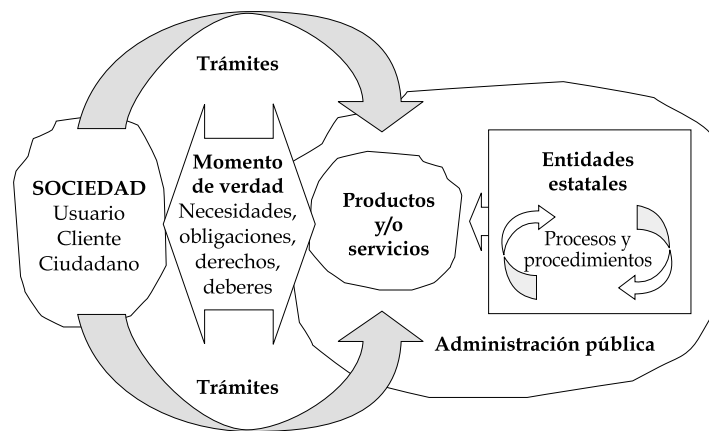 Trámites
SOCIEDAD
Usuario
Cliente
Ciudadano
Momento
de verdad
Necesidades,
obligaciones,
derechos,
deberes
Productos
y/o
servicios
Entidades
estatales
Procesos y
procedimientos
Administración pública
Trámites